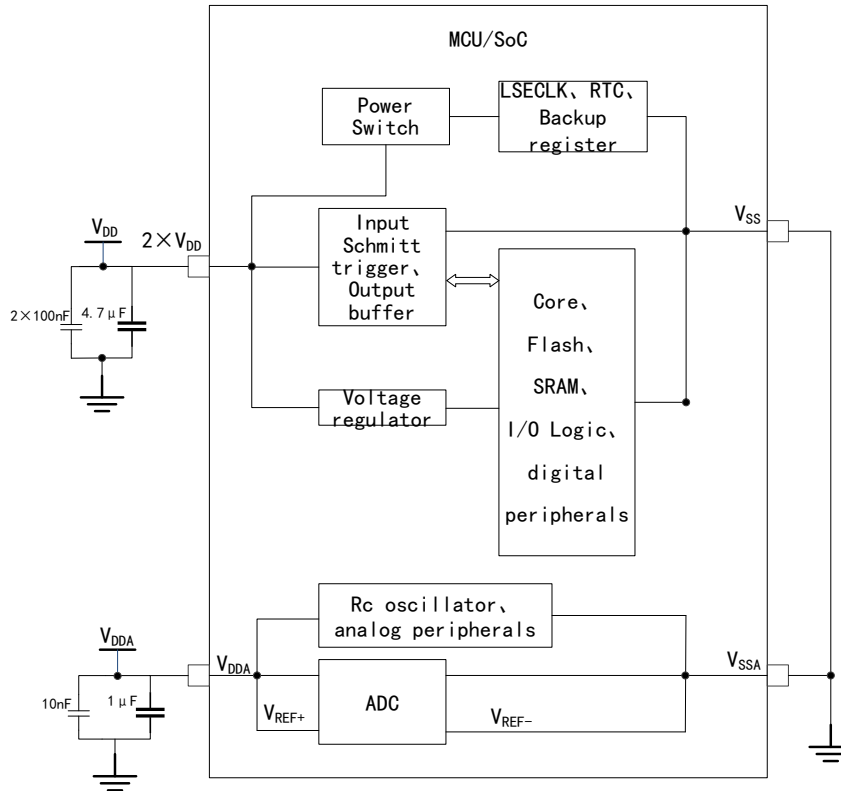 MCU/SoC
Power
Switch
LSECLK、RTC、
Backup
register
VDD
2×VDD
2×100nF
4.7μF
Input
Schmitt
trigger、
Output
buffer
VSS
Core、
Flash、
SRAM、
I/O Logic、
digital
peripherals
Voltage
regulator
Rc oscillator、
analog peripherals
VDDA
10nF
1μF
VDDA
VREF+
ADC
VREF-
VSSA